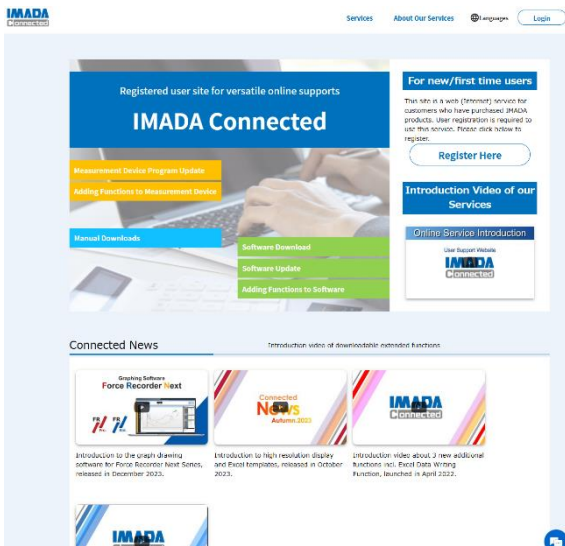 IMADA
Connected
Services
About Our Services
Languages
Login
Registered user site for versatile online supports
IMADA Connected
Measurement Device Program Update
Adding Functions to Measurement Device
Manual Downloads
Software Download
Software Update
Adding Functions to Software
For new/first time users
This site is a web (Internet) service for
customers who have purchased IMADA
products. User registration is required to
use this service. Please click below to
register.
Register Here
Introduction Video of our
Services
Online Service Introduction
User Support Website
IMADA
Connected
Connected News
Introduction video of downloadable extended functions
Graphing Software
Force Recorder Next
FR
FR
Connected
News
Autumn.2023
IMADA
Connected
Introduction to the graph drawing
software for Force Recorder Next Series,
released in December 2023.
Introduction to high resolution display
and Excel templates, released in October
2023.
Introduction video about 3 new additional
functions incl. Excel Data Writing
Function, launched in April 2022.
IMADA